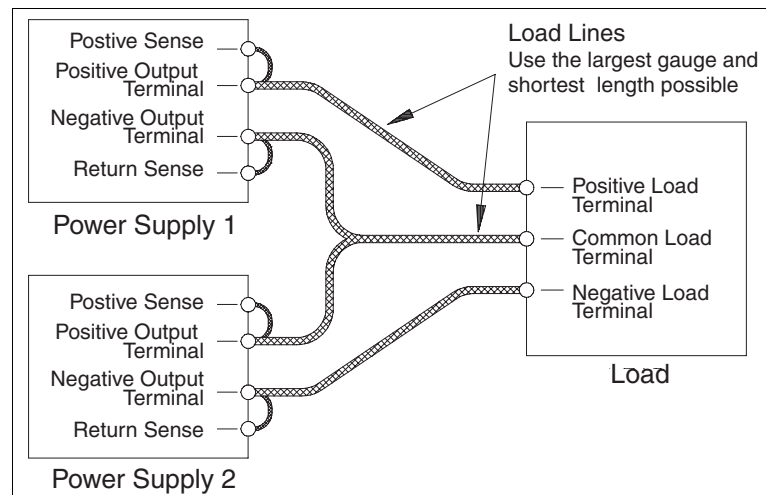 Postive Sense
Positive Output
Terminal
Negative Output
Terminal
Return Sense
Power Supply 1
Load Lines
Use the largest gauge and
shortest length possible
Positive Load
Terminal
Common Load
Terminal
Negative Load
Terminal
Load
Postive Sense
Positive Output
Terminal
Negative Output
Terminal
Return Sense
Power Supply 2